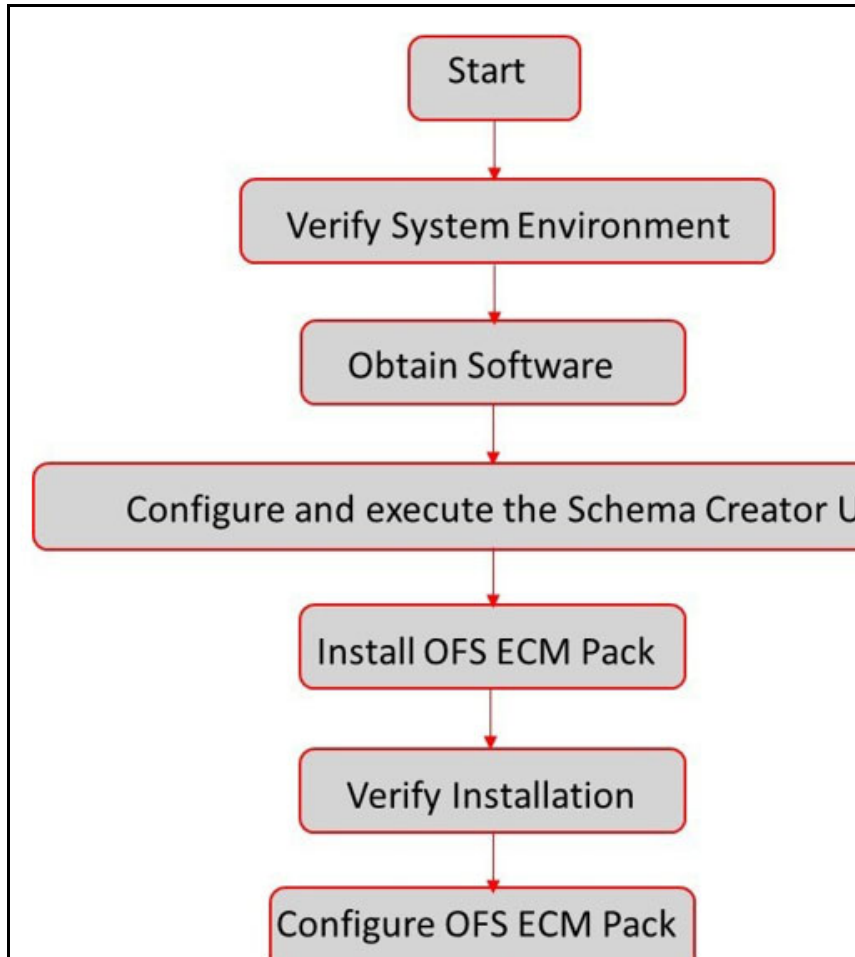 Start
Verify System Environment
Obtain Software
Configure and execute the Schema Creator U
Install OFS ECM Pack
Verify Installation
Configure OFS ECM Pack